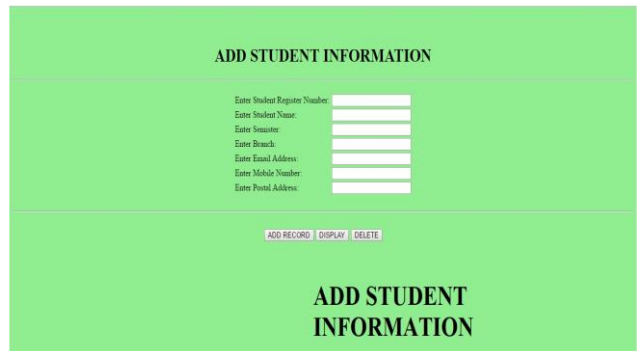 ADD STUDENT INFORMATION
Enter Student Register Number:
Enter Student Name:
Enter Semister:
Enter Branch:
Enter Email Address:
Enter Mobile Number:
Enter Postal Address:
ADD RECORD DISPLAY DELETE
ADD STUDENT
INFORMATION